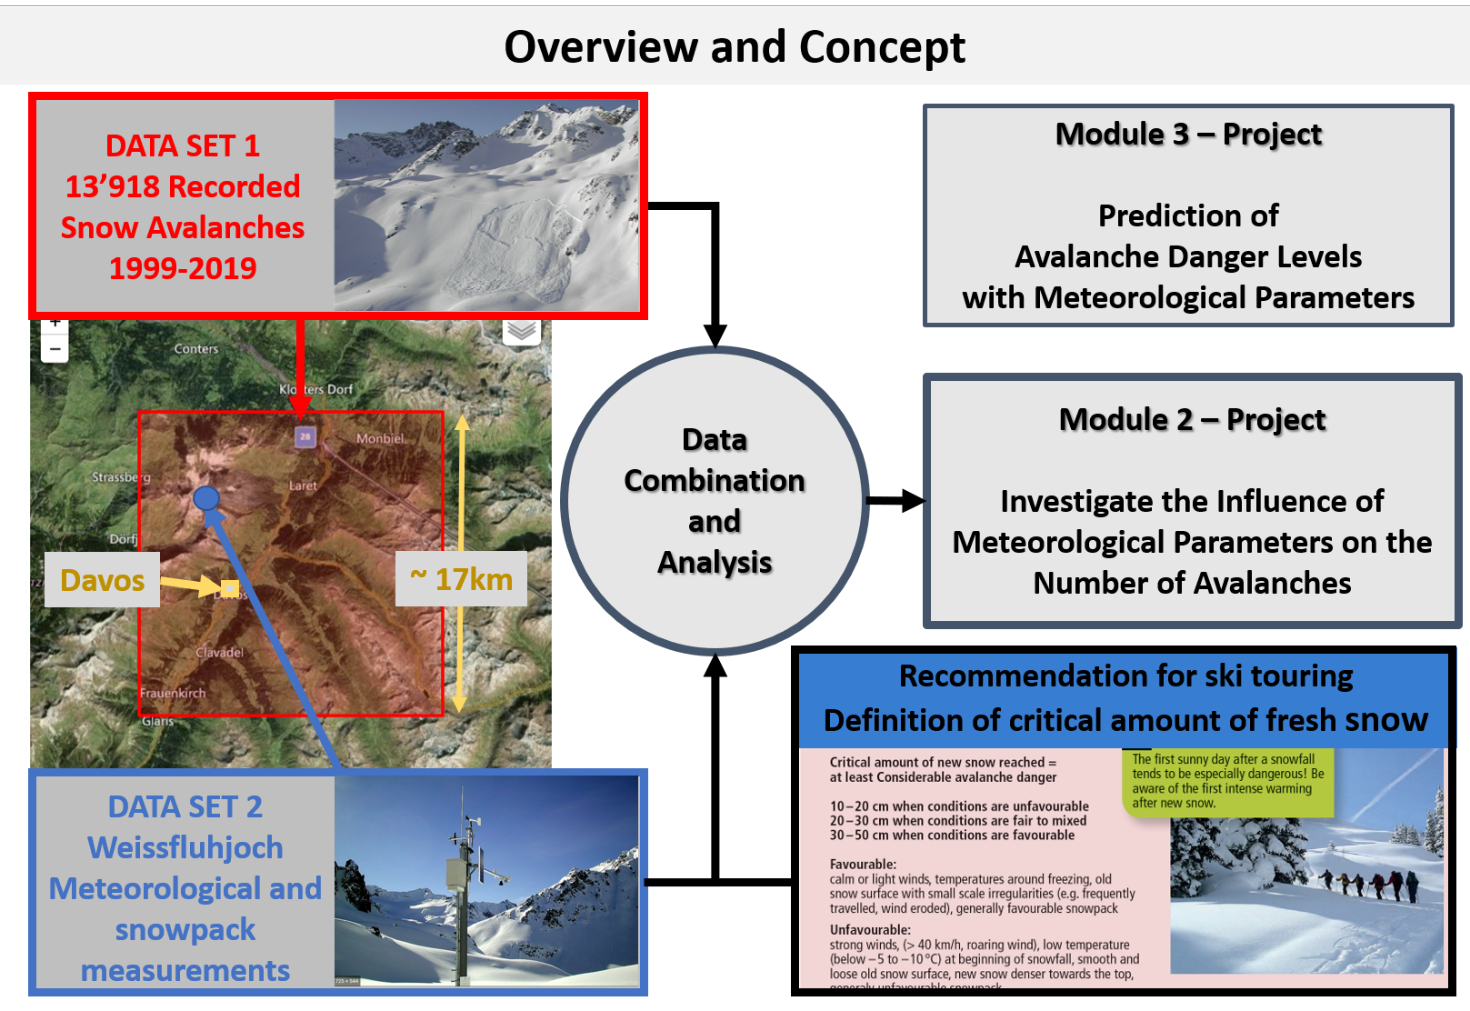 Overview and Concept
DATA SET 1
13’918 Recorded
Snow Avalanches
1999-2019
+
−
Conters
Klosters Dorf
28
Monbiel
Strassberg
Laret
Dörfj
Davos
Davos
~ 17km
Clavadel
Frauenkirch
Glaris
DATA SET 2
Weissfluhjoch
Meteorological and
snowpack
measurements
725 × 544
Data
Combination
and
Analysis
Module 3 – Project
Prediction of
Avalanche Danger Levels
with Meteorological Parameters
Module 2 – Project
Investigate the Influence of
Meteorological Parameters on the
Number of Avalanches
Recommendation for ski touring
Definition of critical amount of fresh snow
Critical amount of new snow reached =
at least Considerable avalanche danger
10–20 cm when conditions are unfavourable
20–30 cm when conditions are fair to mixed
30–50 cm when conditions are favourable
Favourable:
calm or light winds, temperatures around freezing, old
snow surface with small scale irregularities (e.g. frequently
travelled, wind eroded), generally favourable snowpack
Unfavourable:
strong winds, (> 40 km/h, roaring wind), low temperature
(below –5 to –10 °C) at beginning of snowfall, smooth and
loose old snow surface, new snow denser towards the top,
generaly unfavourable snowpack
The first sunny day after a snowfall
tends to be especially dangerous! Be
aware of the first intense warming
after new snow.